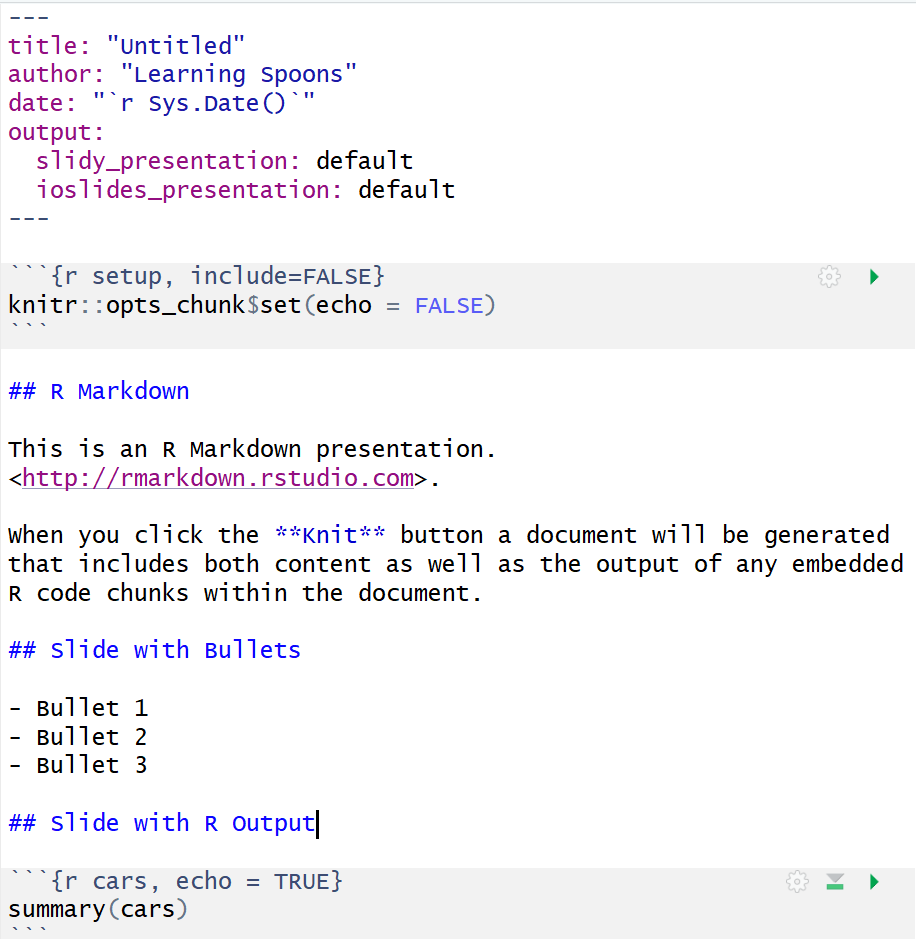 ---
title: "Untitled"
author: "Learning Spoons"
date: "`r Sys.Date()`"
output:
  slidy_presentation: default
  ioslides_presentation: default
---
```{r setup, include=FALSE}
knitr::opts_chunk$set(echo = FALSE)
```
## R Markdown
This is an R Markdown presentation.
<http://rmarkdown.rstudio.com>.
When you click the **Knit** button a document will be generated
that includes both content as well as the output of any embedded
R code chunks within the document.
## Slide with Bullets
- Bullet 1
- Bullet 2
- Bullet 3
## Slide with R Output
```{r cars, echo = TRUE}
summary(cars)
```